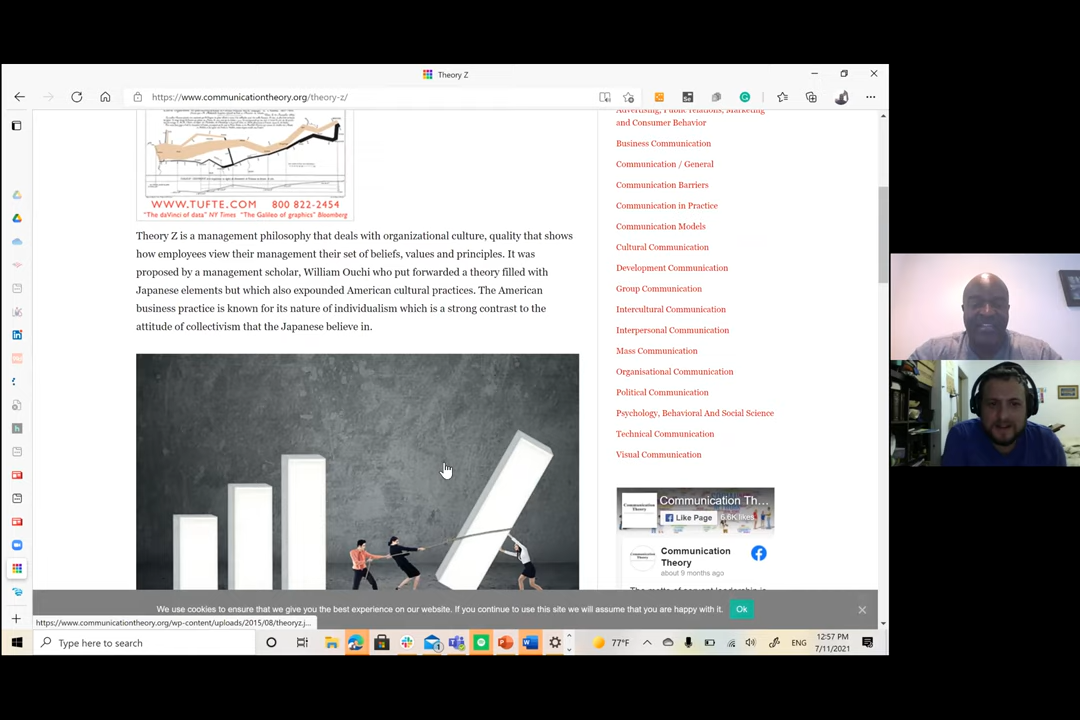 Theory Z
https://www.communicationtheory.org/theory-z/
WWW.TUFTE.COM 800 822-2454
"The daVinci of data" NY Times "The Galileo of graphics" Bloomberg
Theory Z is a management philosophy that deals with organizational culture, quality that shows
how employees view their management their set of beliefs, values and principles. It was
proposed by a management scholar, William Ouchi who put forwarded a theory filled with
Japanese elements but which also expounded American cultural practices. The American
business practice is known for its nature of individualism which is a strong contrast to the
attitude of collectivism that the Japanese believe in.
Advertising, Public Relations, Marketing
and Consumer Behavior
Business Communication
Communication / General
Communication Barriers
Communication in Practice
Communication Models
Cultural Communication
Development Communication
Group Communication
Intercultural Communication
Interpersonal Communication
Mass Communication
Organisational Communication
Political Communication
Psychology, Behavioral And Social Science
Technical Communication
Visual Communication
Communication Th...
Like Page 6.8K likes
Communication
Theory
about 9 months ago
We use cookies to ensure that we give you the best experience on our website. If you continue to use this site we will assume that you are happy with it. Ok
https://www.communicationtheory.org/wp-content/uploads/2015/08/theoryz.j...
Type here to search
77°F
ENG
12:57 PM
7/11/2021